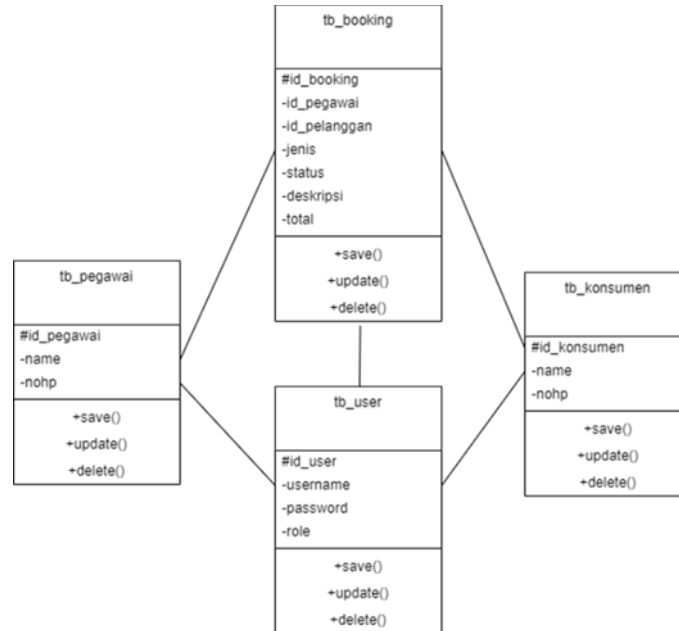 tb_booking
#id_booking
-id_pegawai
-id_pelanggan
-jenis
-status
-deskripsi
-total
+save()
+update()
+delete()
tb_pegawai
#id_pegawai
-name
-nohp
+save()
+update()
+delete()
tb_konsumen
#id_konsumen
-name
-nohp
+save()
+update()
+delete()
tb_user
#id_user
-username
-password
-role
+save()
+update()
+delete()